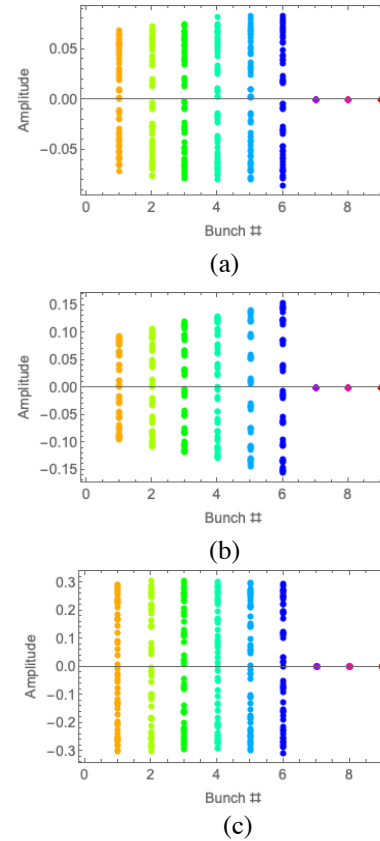 Amplitude
0.05
0.00
−0.05
0 2 4 6 8
Bunch #
(a)
Amplitude
0.15
0.10
0.05
0.00
−0.05
−0.10
−0.15
0 2 4 6 8
Bunch #
(b)
Amplitude
0.3
0.2
0.1
0.0
−0.1
−0.2
−0.3
0 2 4 6 8
Bunch #
(c)